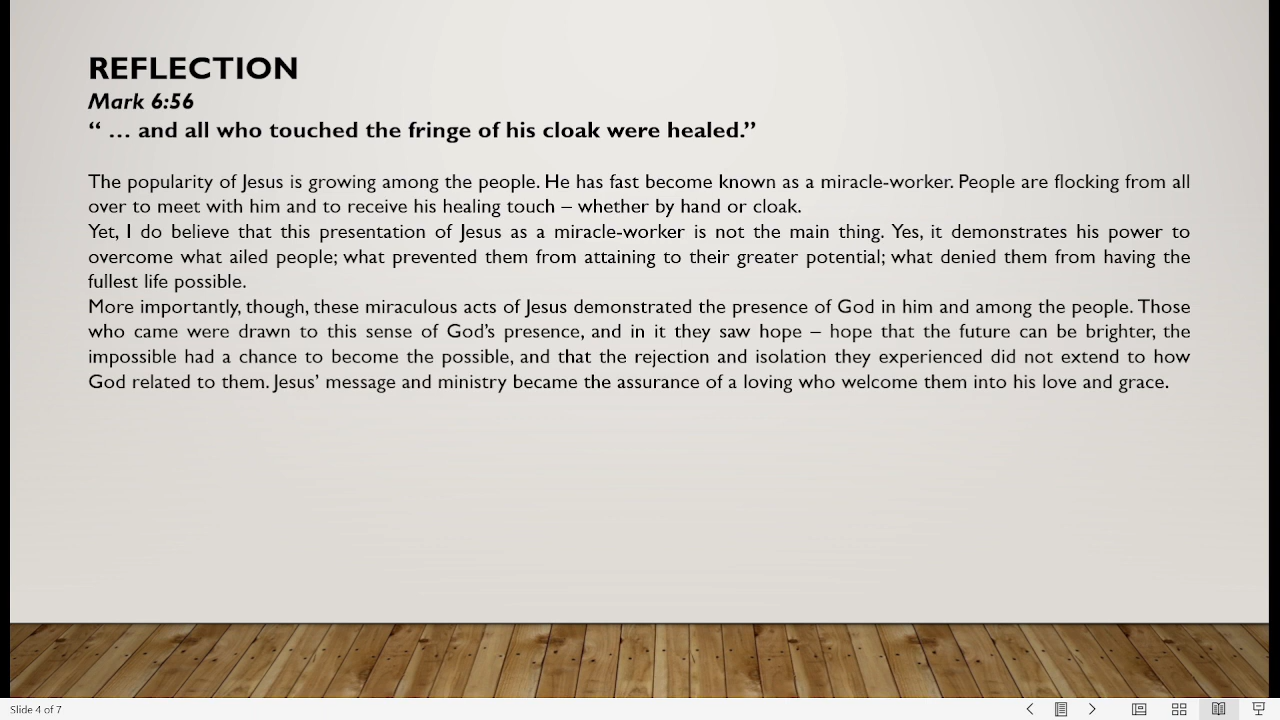 REFLECTION
Mark 6:56
“ … and all who touched the fringe of his cloak were healed.”
The popularity of Jesus is growing among the people. He has fast become known as a miracle-worker. People are flocking from all
over to meet with him and to receive his healing touch – whether by hand or cloak.
Yet, I do believe that this presentation of Jesus as a miracle-worker is not the main thing. Yes, it demonstrates his power to
overcome what ailed people; what prevented them from attaining to their greater potential; what denied them from having the
fullest life possible.
More importantly, though, these miraculous acts of Jesus demonstrated the presence of God in him and among the people. Those
who came were drawn to this sense of God’s presence, and in it they saw hope – hope that the future can be brighter, the
impossible had a chance to become the possible, and that the rejection and isolation they experienced did not extend to how
God related to them. Jesus’ message and ministry became the assurance of a loving who welcome them into his love and grace.
Slide 4 of 7